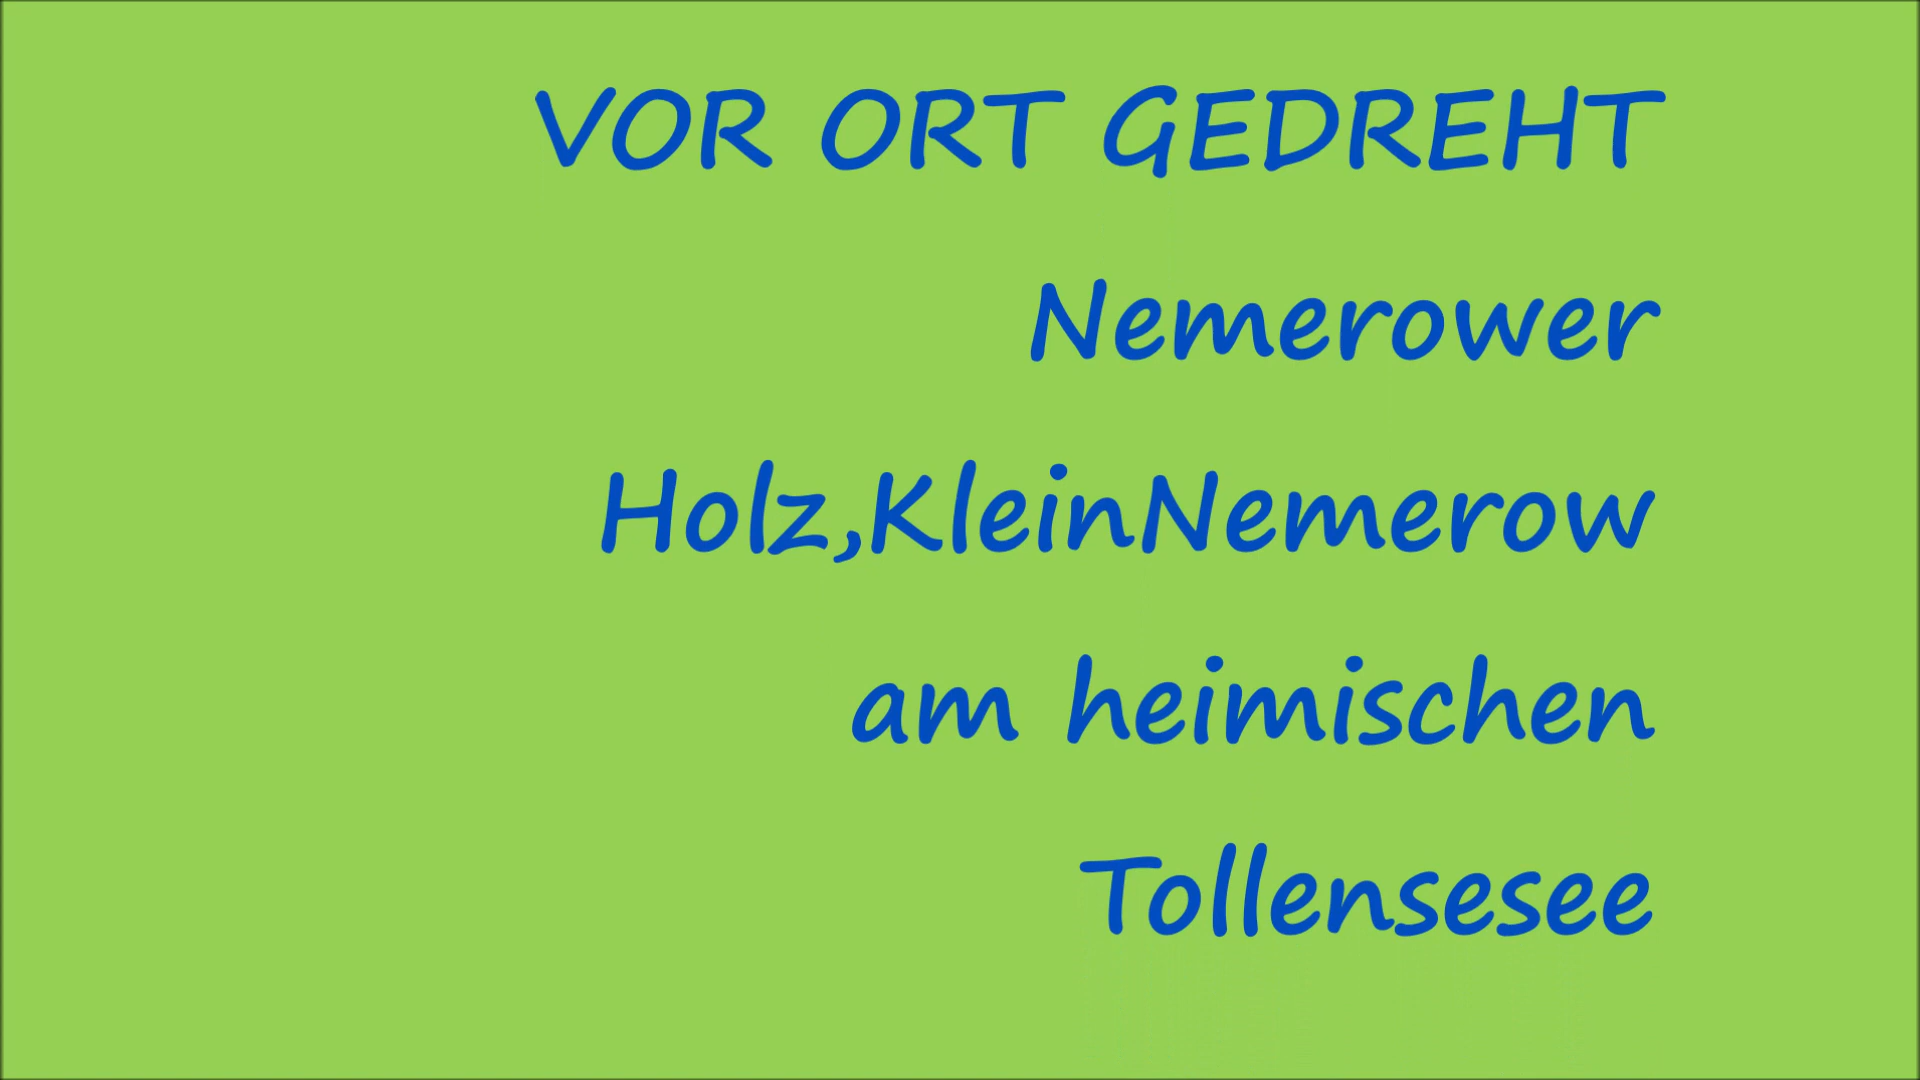 VOR ORT GEDREHT
Nemerower
Holz,KleinNemerow
am heimischen
Tollensesee